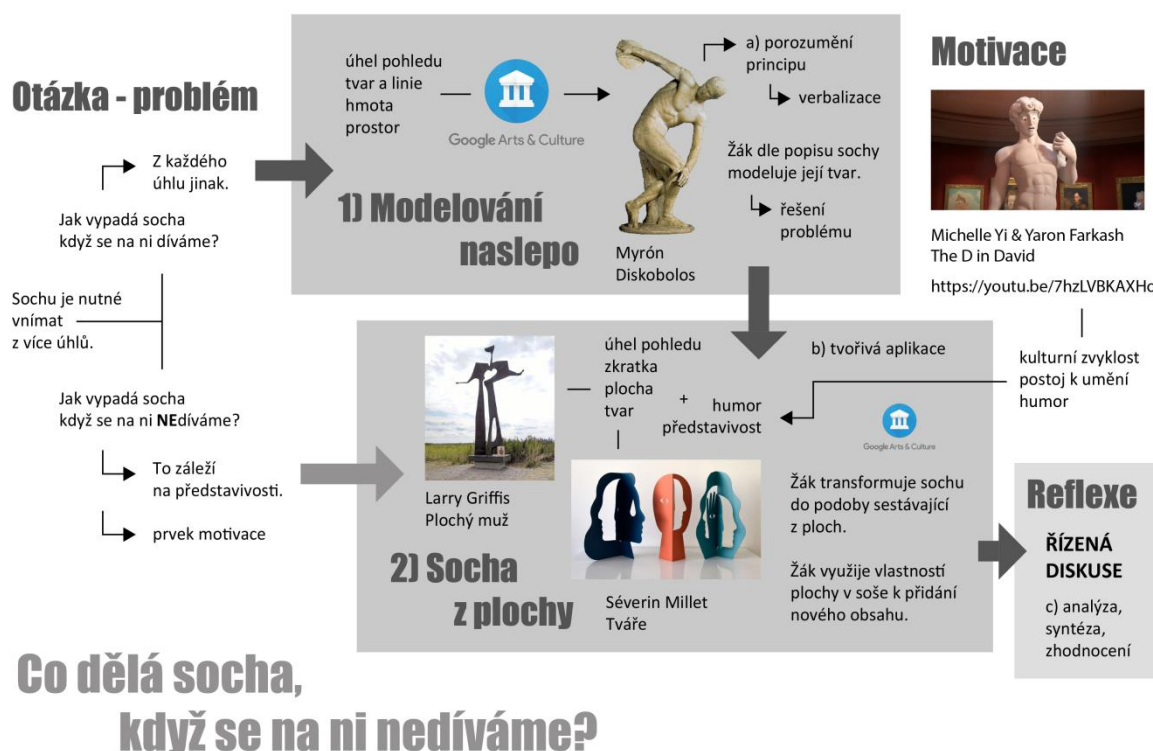 Otázka - problém
Z každého
úhlu jinak.
Jak vypadá socha
když se na ni díváme?
Sochu je nutné
vnímat
z více úhlů.
Jak vypadá socha
když se na ni NEdíváme?
To záleží
na představivosti.
prvek motivace
úhel pohledu
tvar a linie
hmota
prostor
Google Arts & Culture
1) Modelování
naslepo
Myrón
Diskobolos
a) porozumění
principu
verbalizace
Žák dle popisu sochy
modeluje její tvar.
řešení
problému
Motivace
Michelle Yi & Yaron Farkash
The D in David
https://youtu.be/7hzLVBKAXHo
kulturní zvyklost
postoj k umění
humor
Larry Griffis
Plochý muž
úhel pohledu
zkratka
plocha
tvar
+
humor
představivost
b) tvořivá aplikace
Google Arts & Culture
2) Socha
z plochy
Séverin Millet
Tváře
Žák transformuje sochu
do podoby sestávající
z ploch.
Žák využije vlastností
plochy v soše k přidání
nového obsahu.
Reflexe
ŘÍZENÁ
DISKUSE
c) analýza,
syntéza,
zhodnocení
Co dělá socha,
když se na ni nedíváme?